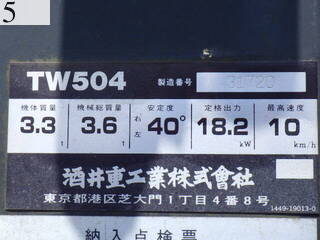 5
TW504 製造番号
機体質量 機械総質量 安定度 定格出力 最高速度
3.3 t 3.6 t 右左 40° 18.2 kW 10 km/h
酒井重工業株式會社
東京都港区芝大門1丁目4番8号
1449-19013-0
納入点検票